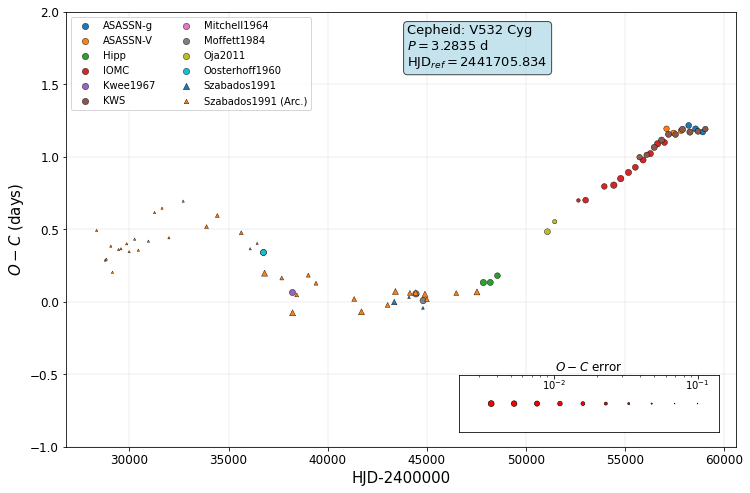 ASASSN-g
ASASSN-V
Hipp
IOMC
Kwee1967
KWS
Mitchell1964
Moffett1984
Oja2011
Oosterhoff1960
Szabados1991
Szabados1991 (Arc.)
Cepheid: V532 Cyg
P = 3.2835 d
HJD_ref = 2441705.834
2.0
1.5
1.0
0.5
0.0
−0.5
−1.0
O − C (days)
O − C error
10^−2
10^−1
30000
35000
40000
45000
50000
55000
60000
HJD-2400000